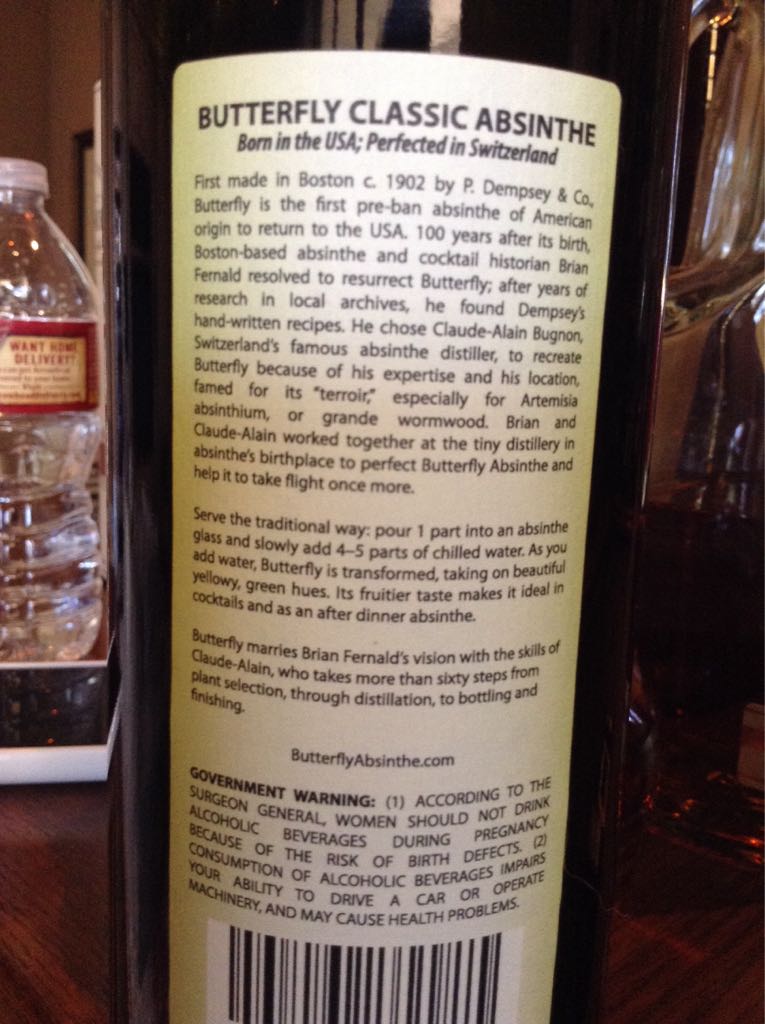 BUTTERFLY CLASSIC ABSINTHE
Born in the USA; Perfected in Switzerland
First made in Boston c. 1902 by P. Dempsey & Co.,
Butterfly is the first pre-ban absinthe of American
origin to return to the USA. 100 years after its birth,
Boston-based absinthe and cocktail historian Brian
Fernald resolved to resurrect Butterfly; after years of
research in local archives, he found Dempsey's
hand-written recipes. He chose Claude-Alain Bugnon,
Switzerland's famous absinthe distiller, to recreate
Butterfly because of his expertise and his location,
famed for its "terroir," especially for Artemisia
absinthium, or grande wormwood. Brian and
Claude-Alain worked together at the tiny distillery in
absinthe's birthplace to perfect Butterfly Absinthe and
help it to take flight once more.
Serve the traditional way: pour 1 part into an absinthe
glass and slowly add 4–5 parts of chilled water. As you
add water, Butterfly is transformed, taking on beautiful
yellowy, green hues. Its fruitier taste makes it ideal in
cocktails and as an after dinner absinthe.
Butterfly marries Brian Fernald's vision with the skills of
Claude-Alain, who takes more than sixty steps from
plant selection, through distillation, to bottling and
finishing.
ButterflyAbsinthe.com
GOVERNMENT WARNING: (1) ACCORDING TO THE
SURGEON GENERAL, WOMEN SHOULD NOT DRINK
ALCOHOLIC BEVERAGES DURING PREGNANCY
BECAUSE OF THE RISK OF BIRTH DEFECTS. (2)
CONSUMPTION OF ALCOHOLIC BEVERAGES IMPAIRS
YOUR ABILITY TO DRIVE A CAR OR OPERATE
MACHINERY, AND MAY CAUSE HEALTH PROBLEMS.
WANT HOME
DELIVERY?